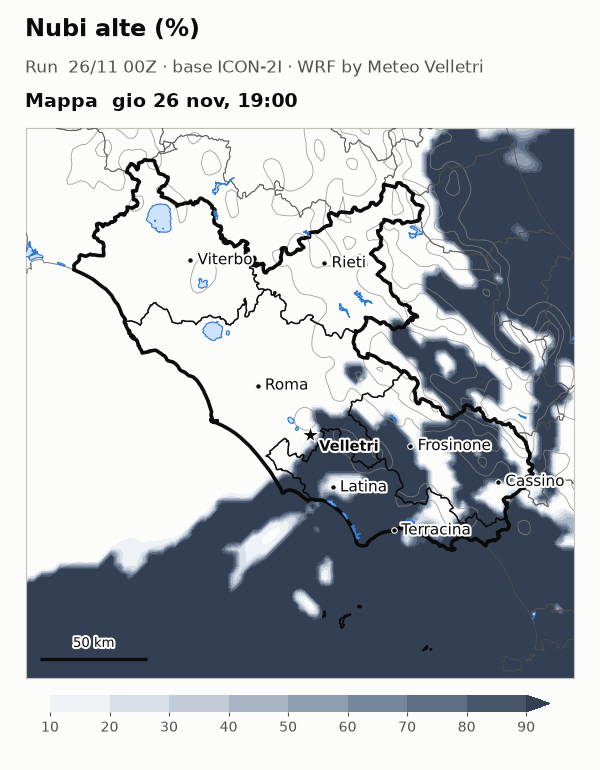 Nubi alte (%)
Run  26/11 00Z · base ICON-2I · WRF by Meteo Velletri
Mappa  gio 26 nov, 19:00
Viterbo
Rieti
Roma
Velletri
Frosinone
Cassino
Latina
Terracina
50 km
10 20 30 40 50 60 70 80 90